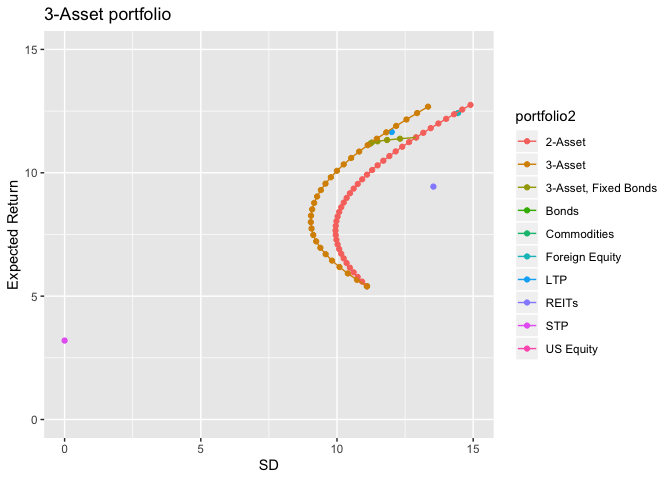 3-Asset portfolio
15
10
5
0
Expected Return
0
5
10
15
SD
portfolio2
2-Asset
3-Asset
3-Asset, Fixed Bonds
Bonds
Commodities
Foreign Equity
LTP
REITs
STP
US Equity